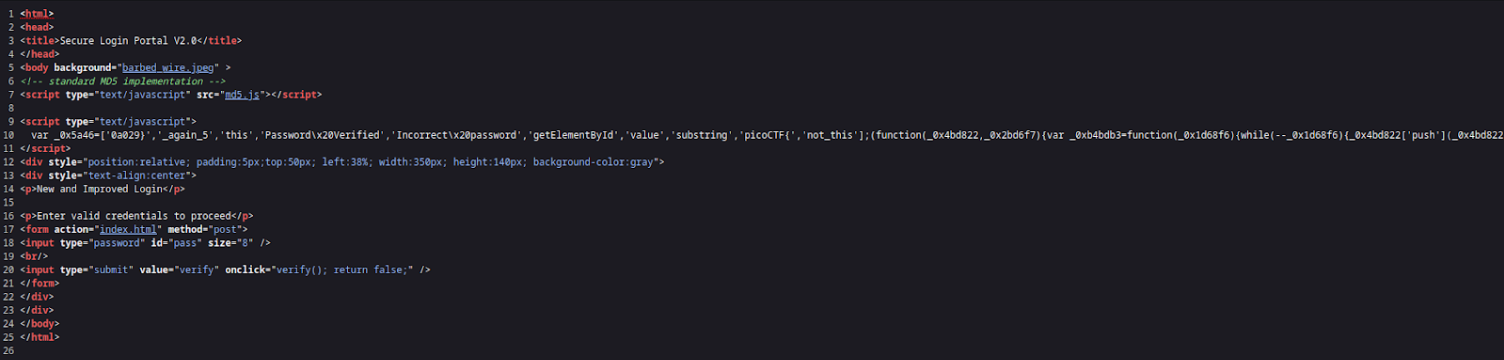 1 <html>
2 <head>
3 <title>Secure Login Portal V2.0</title>
4 </head>
5 <body background="barbed_wire.jpeg" >
6 <!-- standard MD5 implementation -->
7 <script type="text/javascript" src="md5.js"></script>
8
9 <script type="text/javascript">
10 var _0x5a46=['0a029}','_again_5','this','Password\x20Verified','Incorrect\x20password','getElementById','value','substring','picoCTF{','not_this'];(function(_0x4bd822,_0x2bd6f7){var _0xb4bdb3=function(_0x1d68f6){while(--_0x1d68f6){_0x4bd822['push'](_0x4bd822
11 </script>
12 <div style="position:relative; padding:5px;top:50px; left:38%; width:350px; height:140px; background-color:gray">
13 <div style="text-align:center">
14 <p>New and Improved Login</p>
15
16 <p>Enter valid credentials to proceed</p>
17 <form action="index.html" method="post">
18 <input type="password" id="pass" size="8" />
19 <br/>
20 <input type="submit" value="verify" onclick="verify(); return false;" />
21 </form>
22 </div>
23 </div>
24 </body>
25 </html>
26